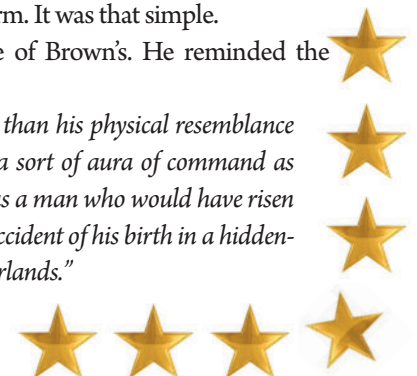 rm. It was that simple.
e of Brown's. He reminded the
than his physical resemblance
a sort of aura of command as
s a man who would have risen
ccident of his birth in a hidden-
rlands."